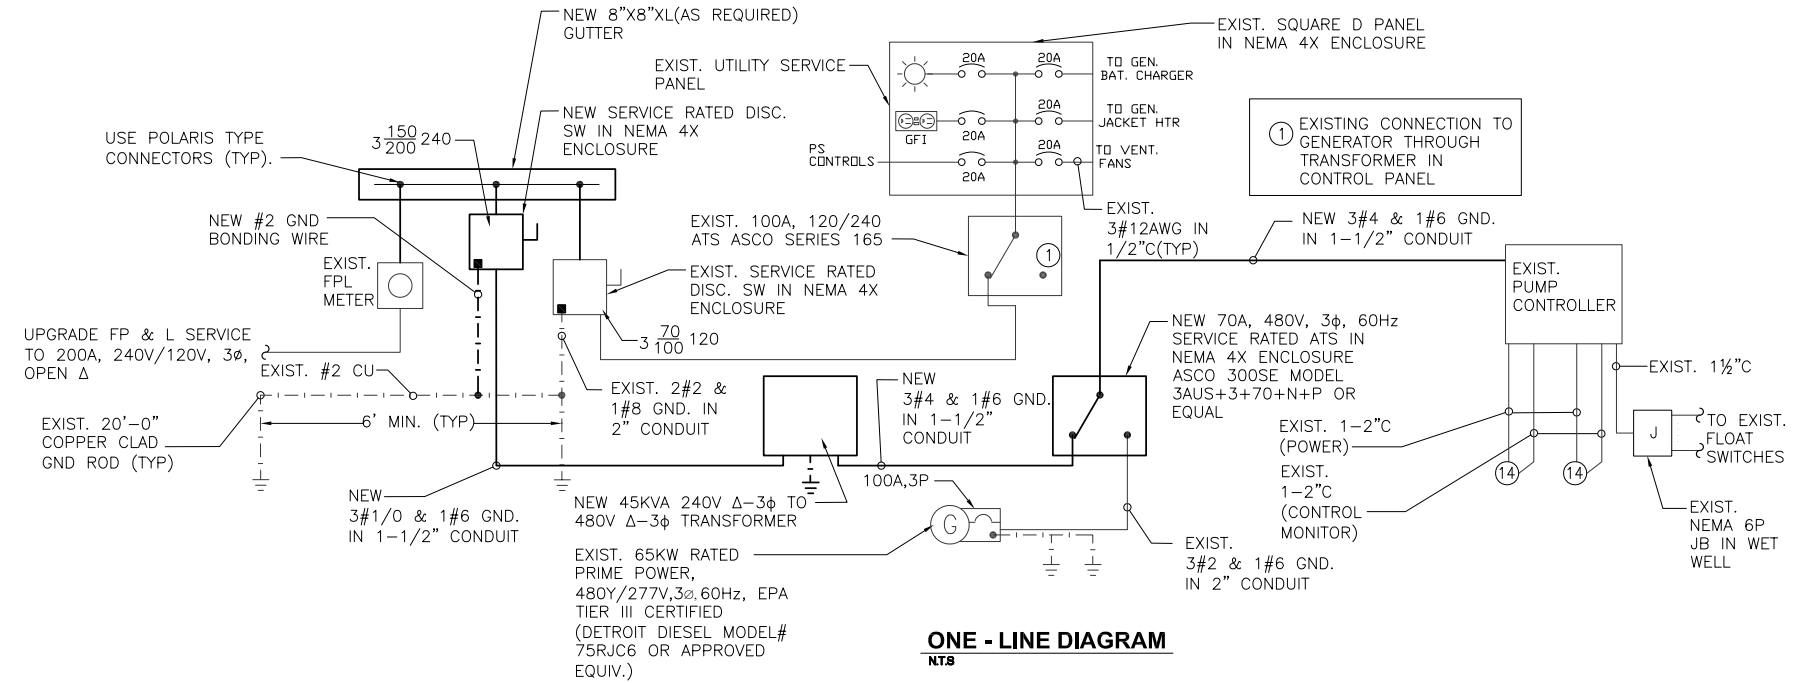 NEW 8"X8"XL(AS REQUIRED)
GUTTER
EXIST. UTILITY SERVICE
PANEL
NEW SERVICE RATED DISC.
SW IN NEMA 4X
ENCLOSURE
USE POLARIS TYPE
CONNECTORS (TYP).
3 150/200 240
NEW #2 GND
BONDING WIRE
EXIST.
FPL
METER
UPGRADE FP & L SERVICE
TO 200A, 240V/120V, 3ø,
OPEN Δ
EXIST. #2 CU
EXIST. 20'-0"
COPPER CLAD
GND ROD (TYP)
6' MIN. (TYP)
EXIST. SERVICE RATED
DISC. SW IN NEMA 4X
ENCLOSURE
3 70/100 120
EXIST. 2#2 &
1#8 GND. IN
2" CONDUIT
NEW
3#1/0 & 1#6 GND.
IN 1-1/2" CONDUIT
NEW 45KVA 240V Δ-3ϕ TO
480V Δ-3ϕ TRANSFORMER
EXIST. 65KW RATED
PRIME POWER,
480Y/277V,3ø,60Hz, EPA
TIER III CERTIFIED
(DETROIT DIESEL MODEL#
75RJC6 OR APPROVED
EQUIV.)
EXIST. SQUARE D PANEL
IN NEMA 4X ENCLOSURE
20A
20A
TO GEN.
BAT. CHARGER
GFI
20A
20A
TO GEN.
JACKET HTR
PS
CONTROLS
20A
20A
TO VENT.
FANS
EXIST.
3#12AWG IN
1/2"C(TYP)
EXIST. 100A, 120/240
ATS ASCO SERIES 165
1
1 EXISTING CONNECTION TO
GENERATOR THROUGH
TRANSFORMER IN
CONTROL PANEL
NEW 3#4 & 1#6 GND.
IN 1-1/2" CONDUIT
EXIST.
PUMP
CONTROLLER
NEW 70A, 480V, 3ϕ, 60Hz
SERVICE RATED ATS IN
NEMA 4X ENCLOSURE
ASCO 300SE MODEL
3AUS+3+70+N+P OR
EQUAL
NEW
3#4 & 1#6 GND.
IN 1-1/2"
CONDUIT
100A,3P
G
EXIST.
3#2 & 1#6 GND.
IN 2" CONDUIT
EXIST. 1½"C
EXIST. 1-2"C
(POWER)
EXIST.
1-2"C
(CONTROL
MONITOR)
14
14
J
TO EXIST.
FLOAT
SWITCHES
EXIST.
NEMA 6P
JB IN WET
WELL
ONE - LINE DIAGRAM
N.T.S